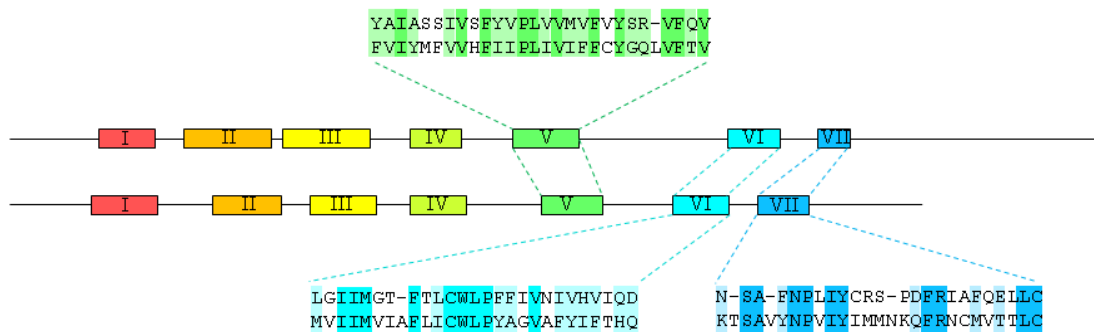 YAIASSIVSFYVPLVVMVFVYSR-VFQV
FVIYMFVVHFIIPLIVIFFCYGQLVFTV
I II III IV V VI VII
I II III IV V VI VII
LGIIMGT-FTLCWLPFFIVNIVHVIQD
MVIIMVIAFLICWLPYAGVAFYIFTHQ
N-SA-FNPLIYCRS-PDFRIAFQELLC
KTSAVYNPVIYIMMNKQFRNCMVTTLC